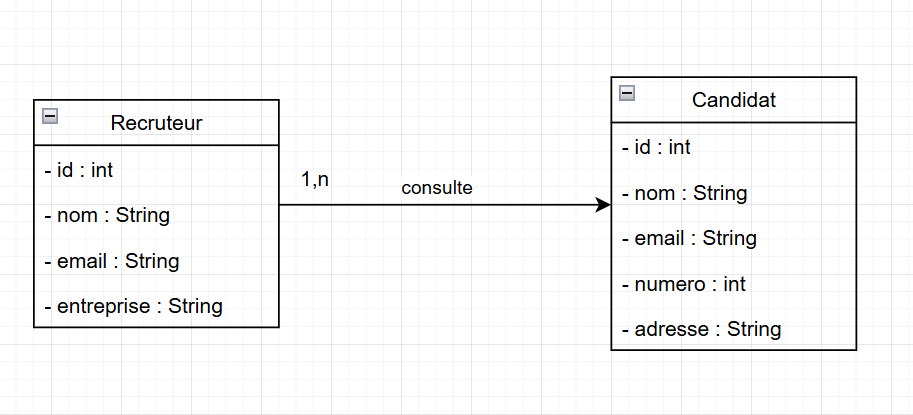 Recruteur
- id : int
- nom : String
- email : String
- entreprise : String
1,n
consulte
Candidat
- id : int
- nom : String
- email : String
- numero : int
- adresse : String